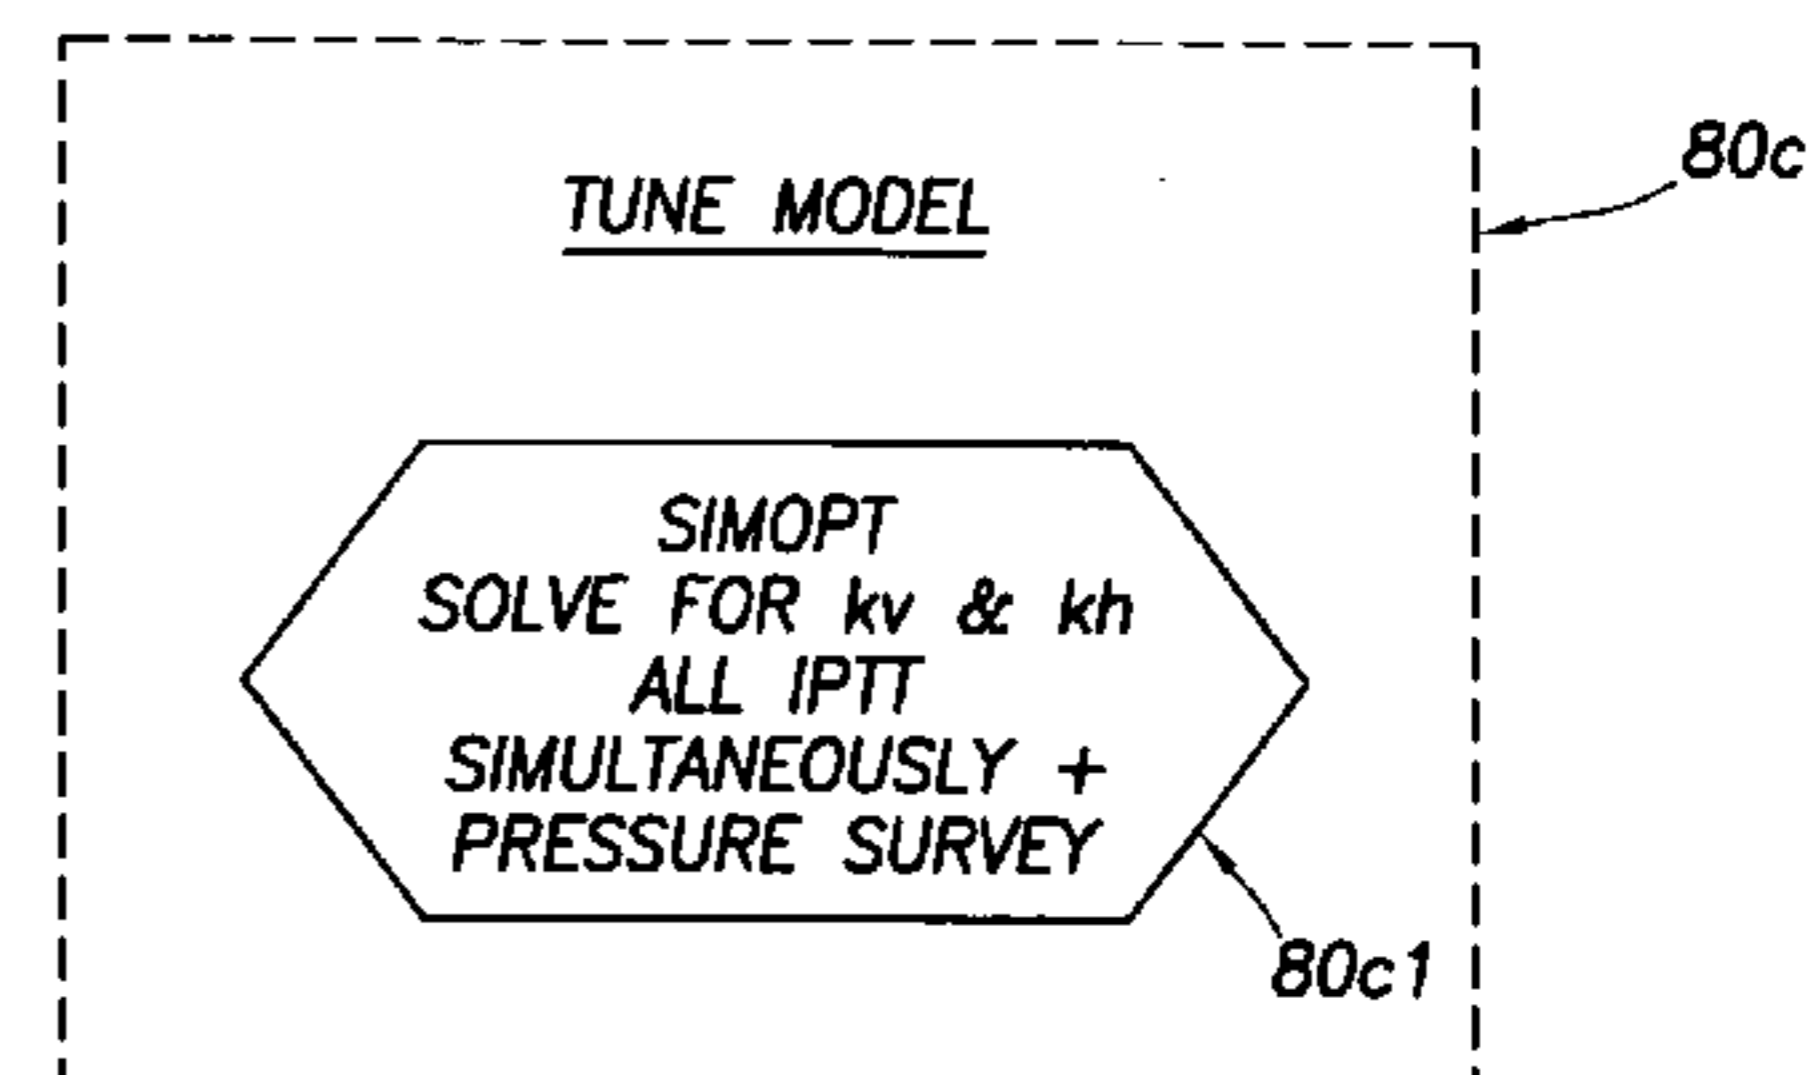 80c
TUNE MODEL
SIMOPT
SOLVE FOR kv & kh
ALL IPTT
SIMULTANEOUSLY +
PRESSURE SURVEY
80c1